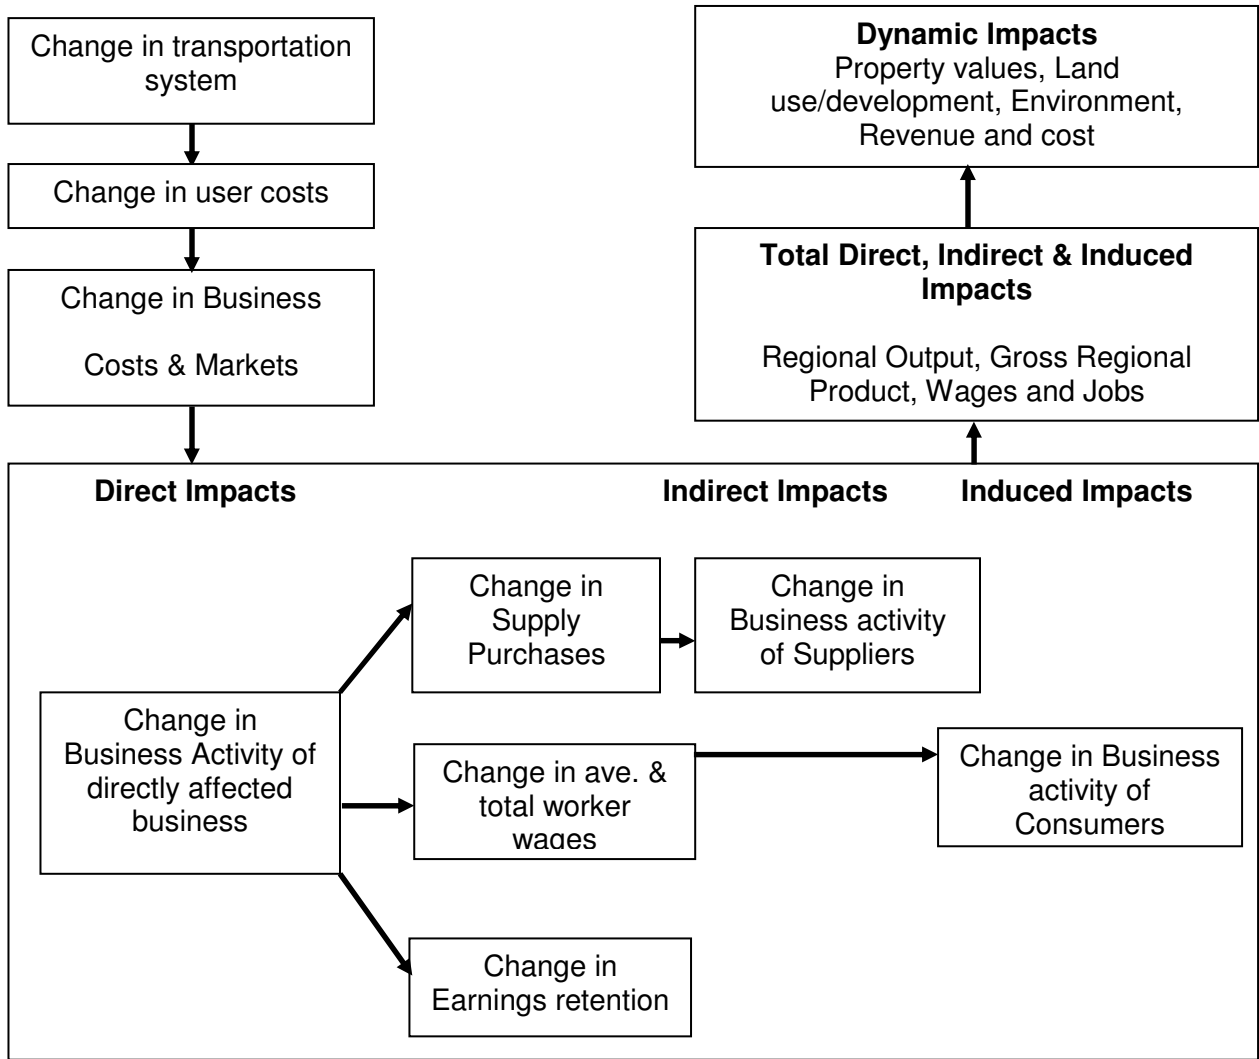 Change in transportation
system
Change in user costs
Change in Business
Costs & Markets
Dynamic Impacts
Property values, Land
use/development, Environment,
Revenue and cost
Total Direct, Indirect & Induced
Impacts
Regional Output, Gross Regional
Product, Wages and Jobs
Direct Impacts
Indirect Impacts
Induced Impacts
Change in
Business Activity of
directly affected
business
Change in
Supply
Purchases
Change in
Business activity
of Suppliers
Change in ave. &
total worker
wages
Change in Business
activity of
Consumers
Change in
Earnings retention